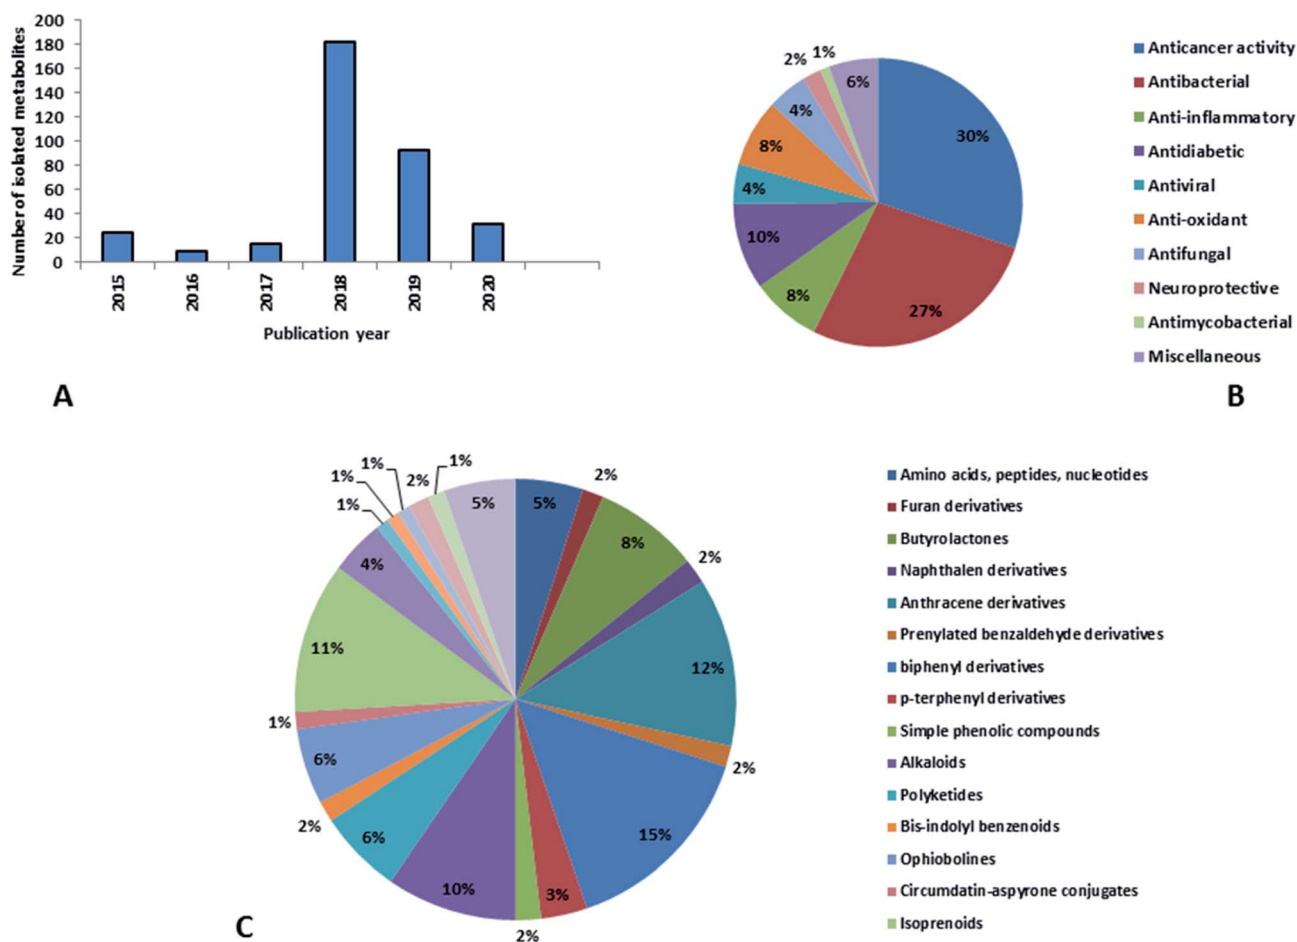 Number of isolated metabolites
200
180
160
140
120
100
80
60
40
20
0
2015
2016
2017
2018
2019
2020
Publication year
A
2%
1%
6%
4%
8%
4%
10%
8%
27%
30%
Anticancer activity
Antibacterial
Anti-inflammatory
Antidiabetic
Antiviral
Anti-oxidant
Antifungal
Neuroprotective
Antimycobacterial
Miscellaneous
B
5%
2%
8%
2%
12%
2%
15%
3%
2%
10%
6%
2%
6%
1%
11%
4%
1%
1%
1%
2%
1%
5%
Amino acids, peptides, nucleotides
Furan derivatives
Butyrolactones
Naphthalen derivatives
Anthracene derivatives
Prenylated benzaldehyde derivatives
biphenyl derivatives
p-terphenyl derivatives
Simple phenolic compounds
Alkaloids
Polyketides
Bis-indolyl benzenoids
Ophiobolines
Circumdatin-aspyrone conjugates
Isoprenoids
C